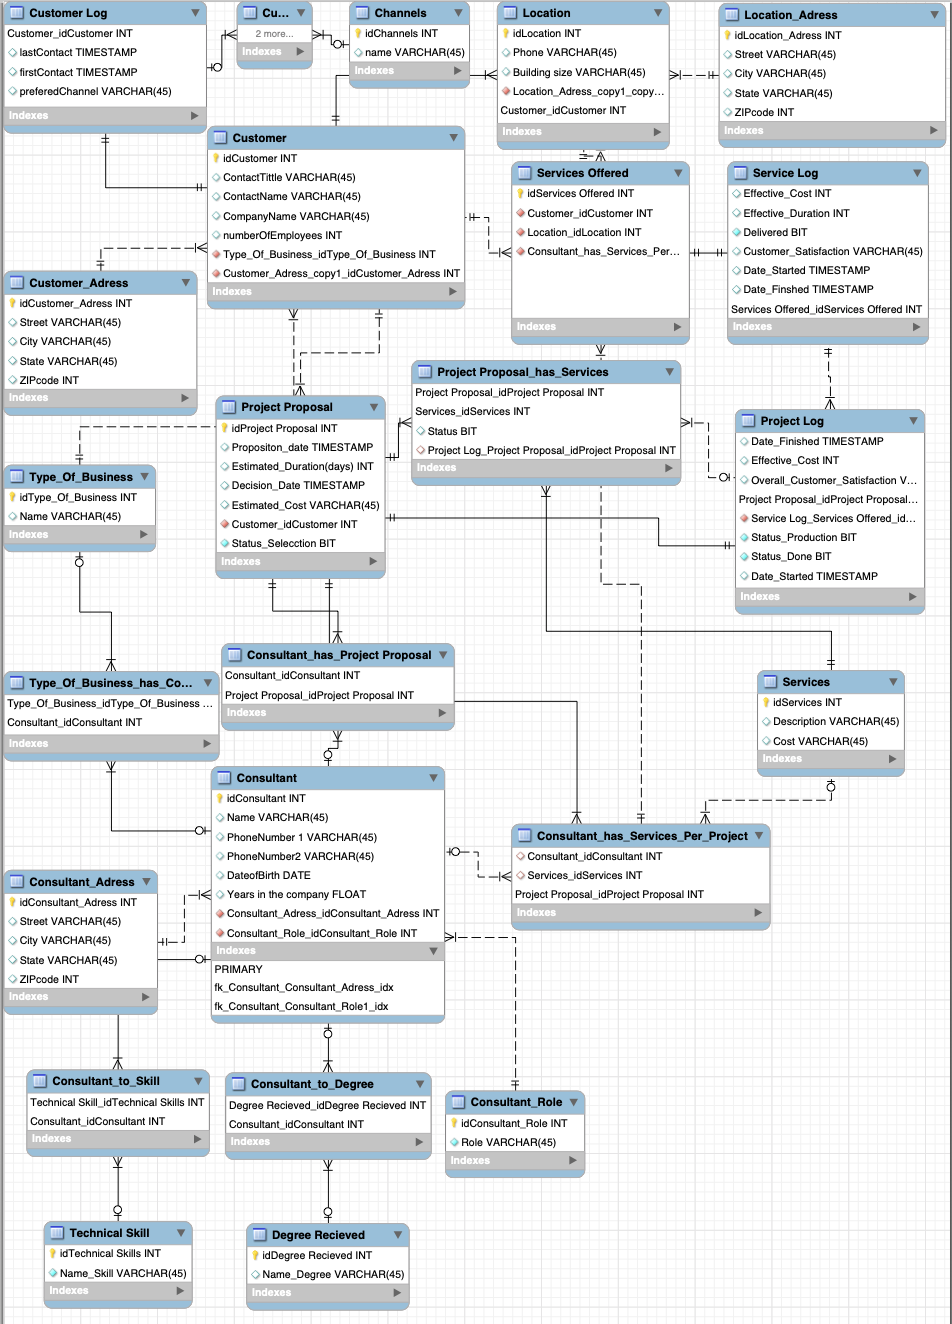 Customer Log
Customer_idCustomer INT
lastContact TIMESTAMP
firstContact TIMESTAMP
preferedChannel VARCHAR(45)
Indexes
Cu...
2 more...
Indexes
Channels
idChannels INT
name VARCHAR(45)
Indexes
Location
idLocation INT
Phone VARCHAR(45)
Building size VARCHAR(45)
Location_Adress_copy1_copy...
Customer_idCustomer INT
Indexes
Location_Adress
idLocation_Adress INT
Street VARCHAR(45)
City VARCHAR(45)
State VARCHAR(45)
ZIPcode INT
Indexes
Customer
idCustomer INT
ContactTittle VARCHAR(45)
ContactName VARCHAR(45)
CompanyName VARCHAR(45)
numberOfEmployees INT
Type_Of_Business_idType_Of_Business INT
Customer_Adress_copy1_idCustomer_Adress INT
Indexes
Services Offered
idServices Offered INT
Customer_idCustomer INT
Location_idLocation INT
Consultant_has_Services_Per...
Indexes
Service Log
Effective_Cost INT
Effective_Duration INT
Delivered BIT
Customer_Satisfaction VARCHAR(45)
Date_Started TIMESTAMP
Date_Finshed TIMESTAMP
Services Offered_idServices Offered INT
Indexes
Customer_Adress
idCustomer_Adress INT
Street VARCHAR(45)
City VARCHAR(45)
State VARCHAR(45)
ZIPcode INT
Indexes
Project Proposal_has_Services
Project Proposal_idProject Proposal INT
Services_idServices INT
Status BIT
Project Log_Project Proposal_idProject Proposal INT
Indexes
Project Proposal
idProject Proposal INT
Propositon_date TIMESTAMP
Estimated_Duration(days) INT
Decision_Date TIMESTAMP
Estimated_Cost VARCHAR(45)
Customer_idCustomer INT
Status_Selecction BIT
Indexes
Project Log
Date_Finished TIMESTAMP
Effective_Cost INT
Overall_Customer_Satisfaction V...
Project Proposal_idProject Proposal...
Service Log_Services Offered_id...
Status_Production BIT
Status_Done BIT
Date_Started TIMESTAMP
Indexes
Type_Of_Business
idType_Of_Business INT
Name VARCHAR(45)
Indexes
Consultant_has_Project Proposal
Consultant_idConsultant INT
Project Proposal_idProject Proposal INT
Indexes
Type_Of_Business_has_Co...
Type_Of_Business_idType_Of_Business ...
Consultant_idConsultant INT
Indexes
Services
idServices INT
Description VARCHAR(45)
Cost VARCHAR(45)
Indexes
Consultant
idConsultant INT
Name VARCHAR(45)
PhoneNumber 1 VARCHAR(45)
PhoneNumber2 VARCHAR(45)
DateofBirth DATE
Years in the company FLOAT
Consultant_Adress_idConsultant_Adress INT
Consultant_Role_idConsultant_Role INT
Indexes
PRIMARY
fk_Consultant_Consultant_Adress_idx
fk_Consultant_Consultant_Role1_idx
Consultant_has_Services_Per_Project
Consultant_idConsultant INT
Services_idServices INT
Project Proposal_idProject Proposal INT
Indexes
Consultant_Adress
idConsultant_Adress INT
Street VARCHAR(45)
City VARCHAR(45)
State VARCHAR(45)
ZIPcode INT
Indexes
Consultant_to_Skill
Technical Skill_idTechnical Skills INT
Consultant_idConsultant INT
Indexes
Consultant_to_Degree
Degree Recieved_idDegree Recieved INT
Consultant_idConsultant INT
Indexes
Consultant_Role
idConsultant_Role INT
Role VARCHAR(45)
Indexes
Technical Skill
idTechnical Skills INT
Name_Skill VARCHAR(45)
Indexes
Degree Recieved
idDegree Recieved INT
Name_Degree VARCHAR(45)
Indexes